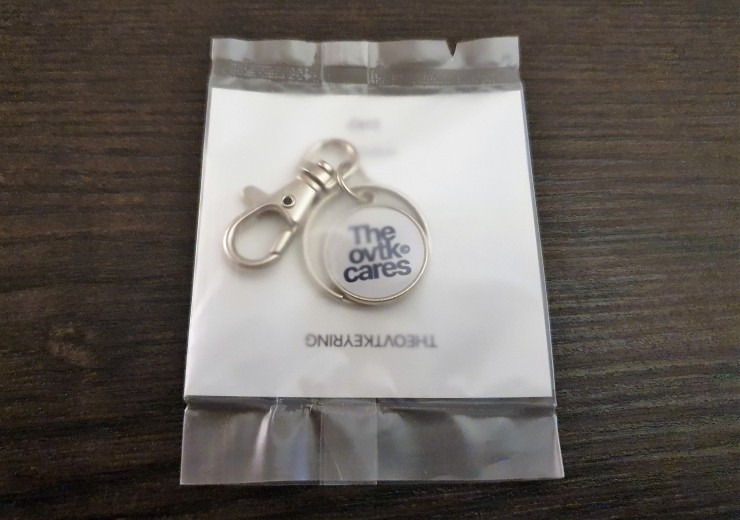 The
ovtk©
cares
THEOVTKEYRING